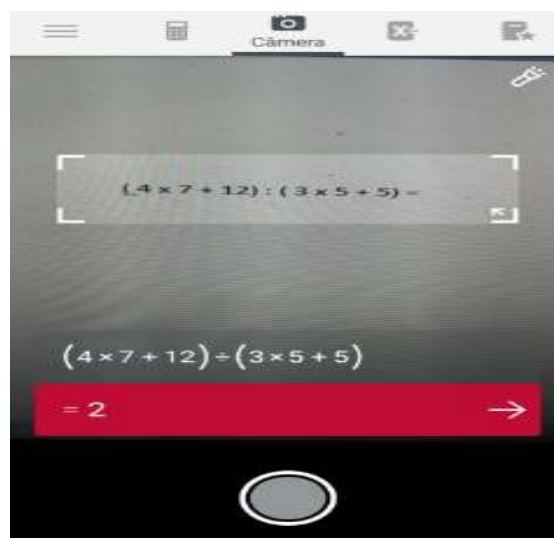 Câmera
(4 x 7 + 12) : (3 x 5 + 5) =
(4×7+12)÷(3×5+5)
= 2